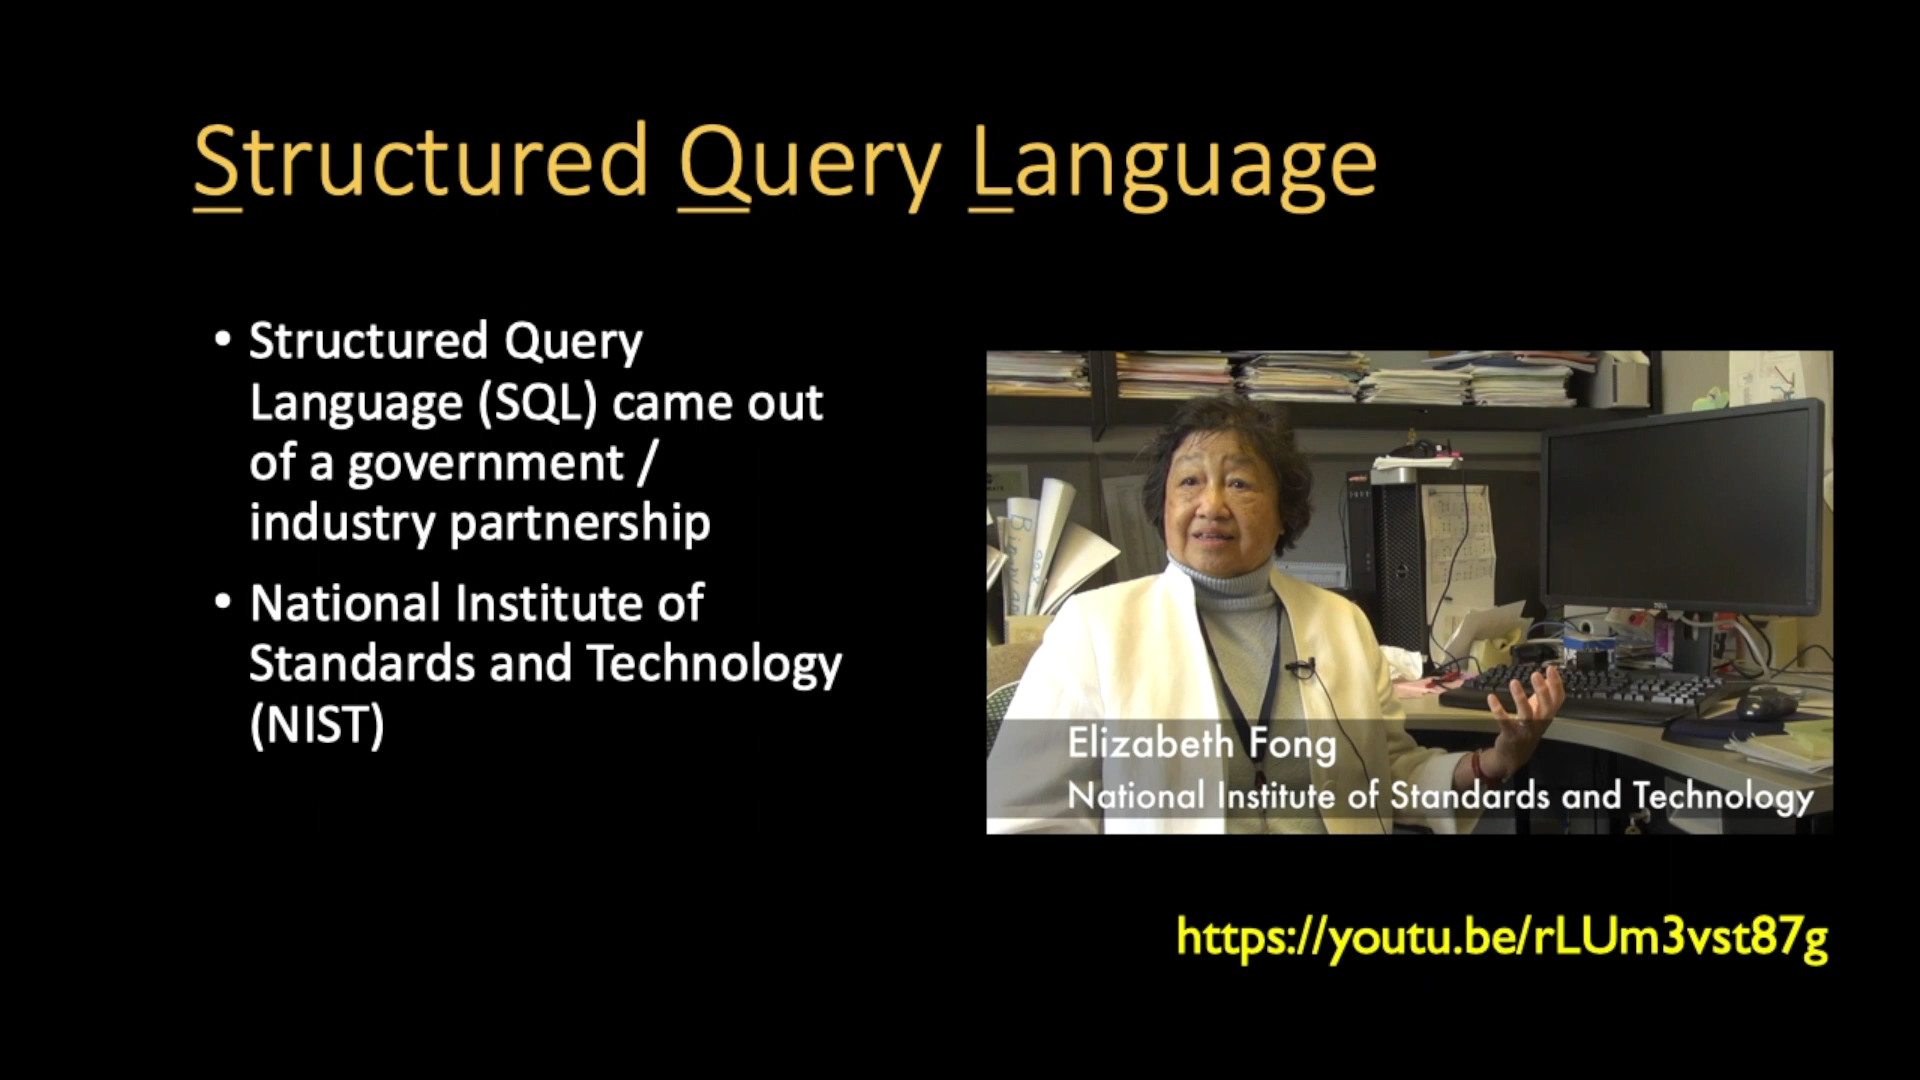 Structured Query Language
• Structured Query
Language (SQL) came out
of a government /
industry partnership
• National Institute of
Standards and Technology
(NIST)
Elizabeth Fong
National Institute of Standards and Technology
https://youtu.be/rLUm3vst87g